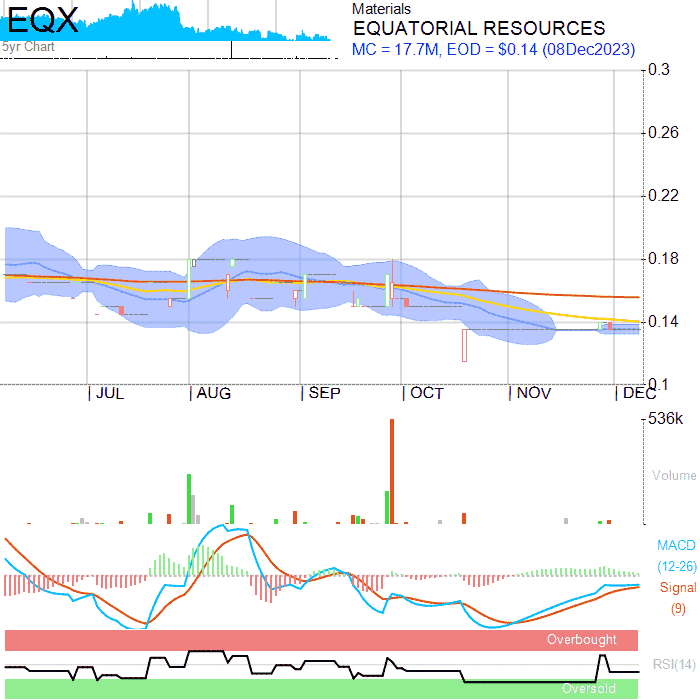 EQX
5yr Chart
Materials
EQUATORIAL RESOURCES
MC = 17.7M, EOD = $0.14 (08Dec2023)
0.3
0.26
0.22
0.18
0.14
0.1
JUL AUG SEP OCT NOV DEC
536k
Volume
MACD
(12-26)
Signal
(9)
Overbought
RSI(14)
Oversold